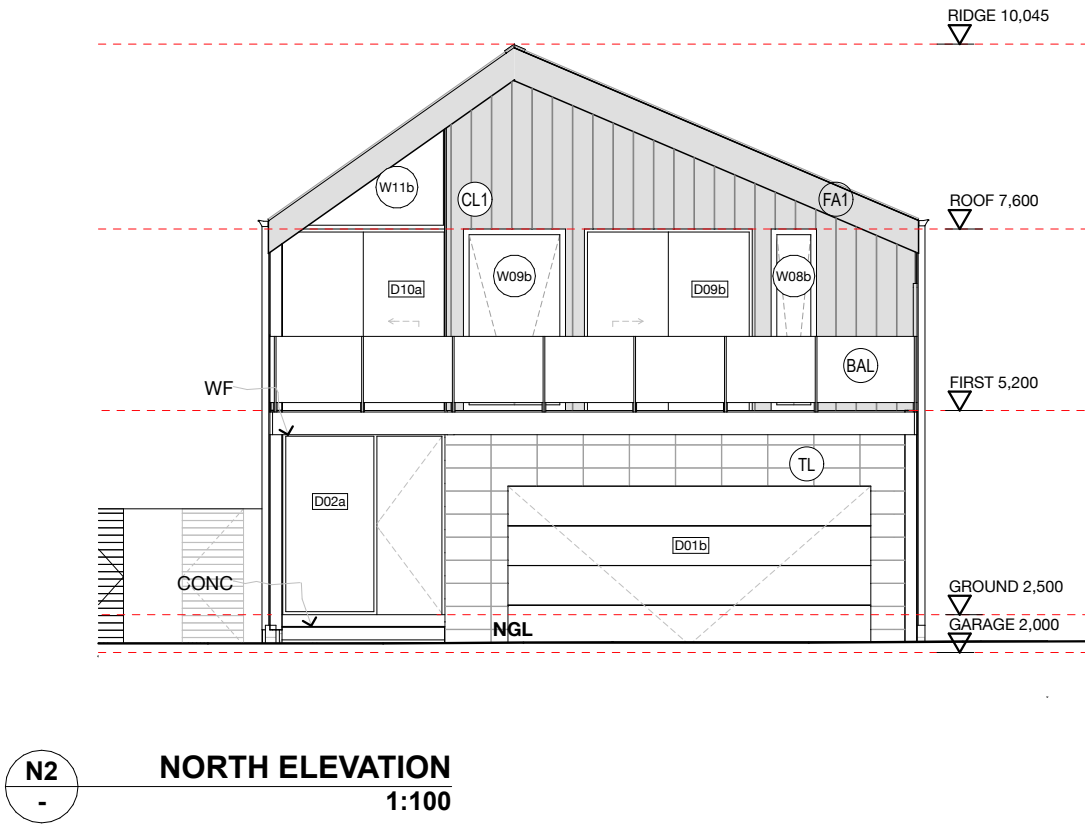 RIDGE 10,045
W11b
CL1
FA1
ROOF 7,600
D10a
W09b
D09b
W08b
BAL
WF
FIRST 5,200
TL
D02a
D01b
CONC
GROUND 2,500
NGL
GARAGE 2,000
N2
-
NORTH ELEVATION
1:100